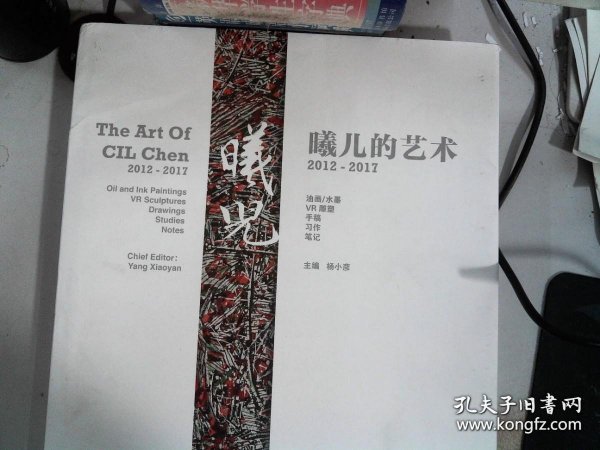 The Art Of
CIL Chen
2012 - 2017
Oil and Ink Paintings
VR Sculptures
Drawings
Studies
Notes
Chief Editor:
Yang Xiaoyan
曦儿
曦儿的艺术
2012 - 2017
油画/水墨
VR 雕塑
手稿
习作
笔记
主编 杨小彦
孔夫子旧书网
www.kongfz.com